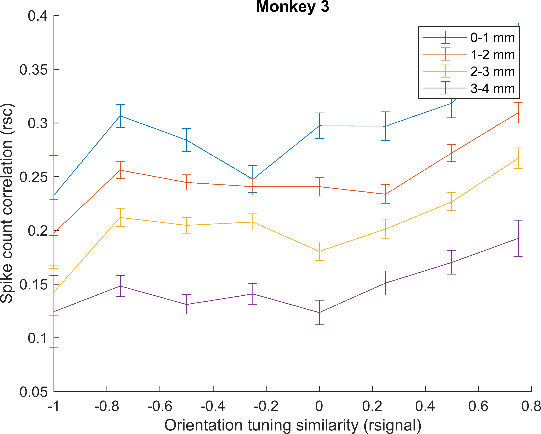 Monkey 3
0.4
0.35
0.3
0.25
0.2
0.15
0.1
0.05
Spike count correlation (rsc)
0-1 mm
1-2 mm
2-3 mm
3-4 mm
-1
-0.8
-0.6
-0.4
-0.2
0
0.2
0.4
0.6
0.8
Orientation tuning similarity (rsignal)